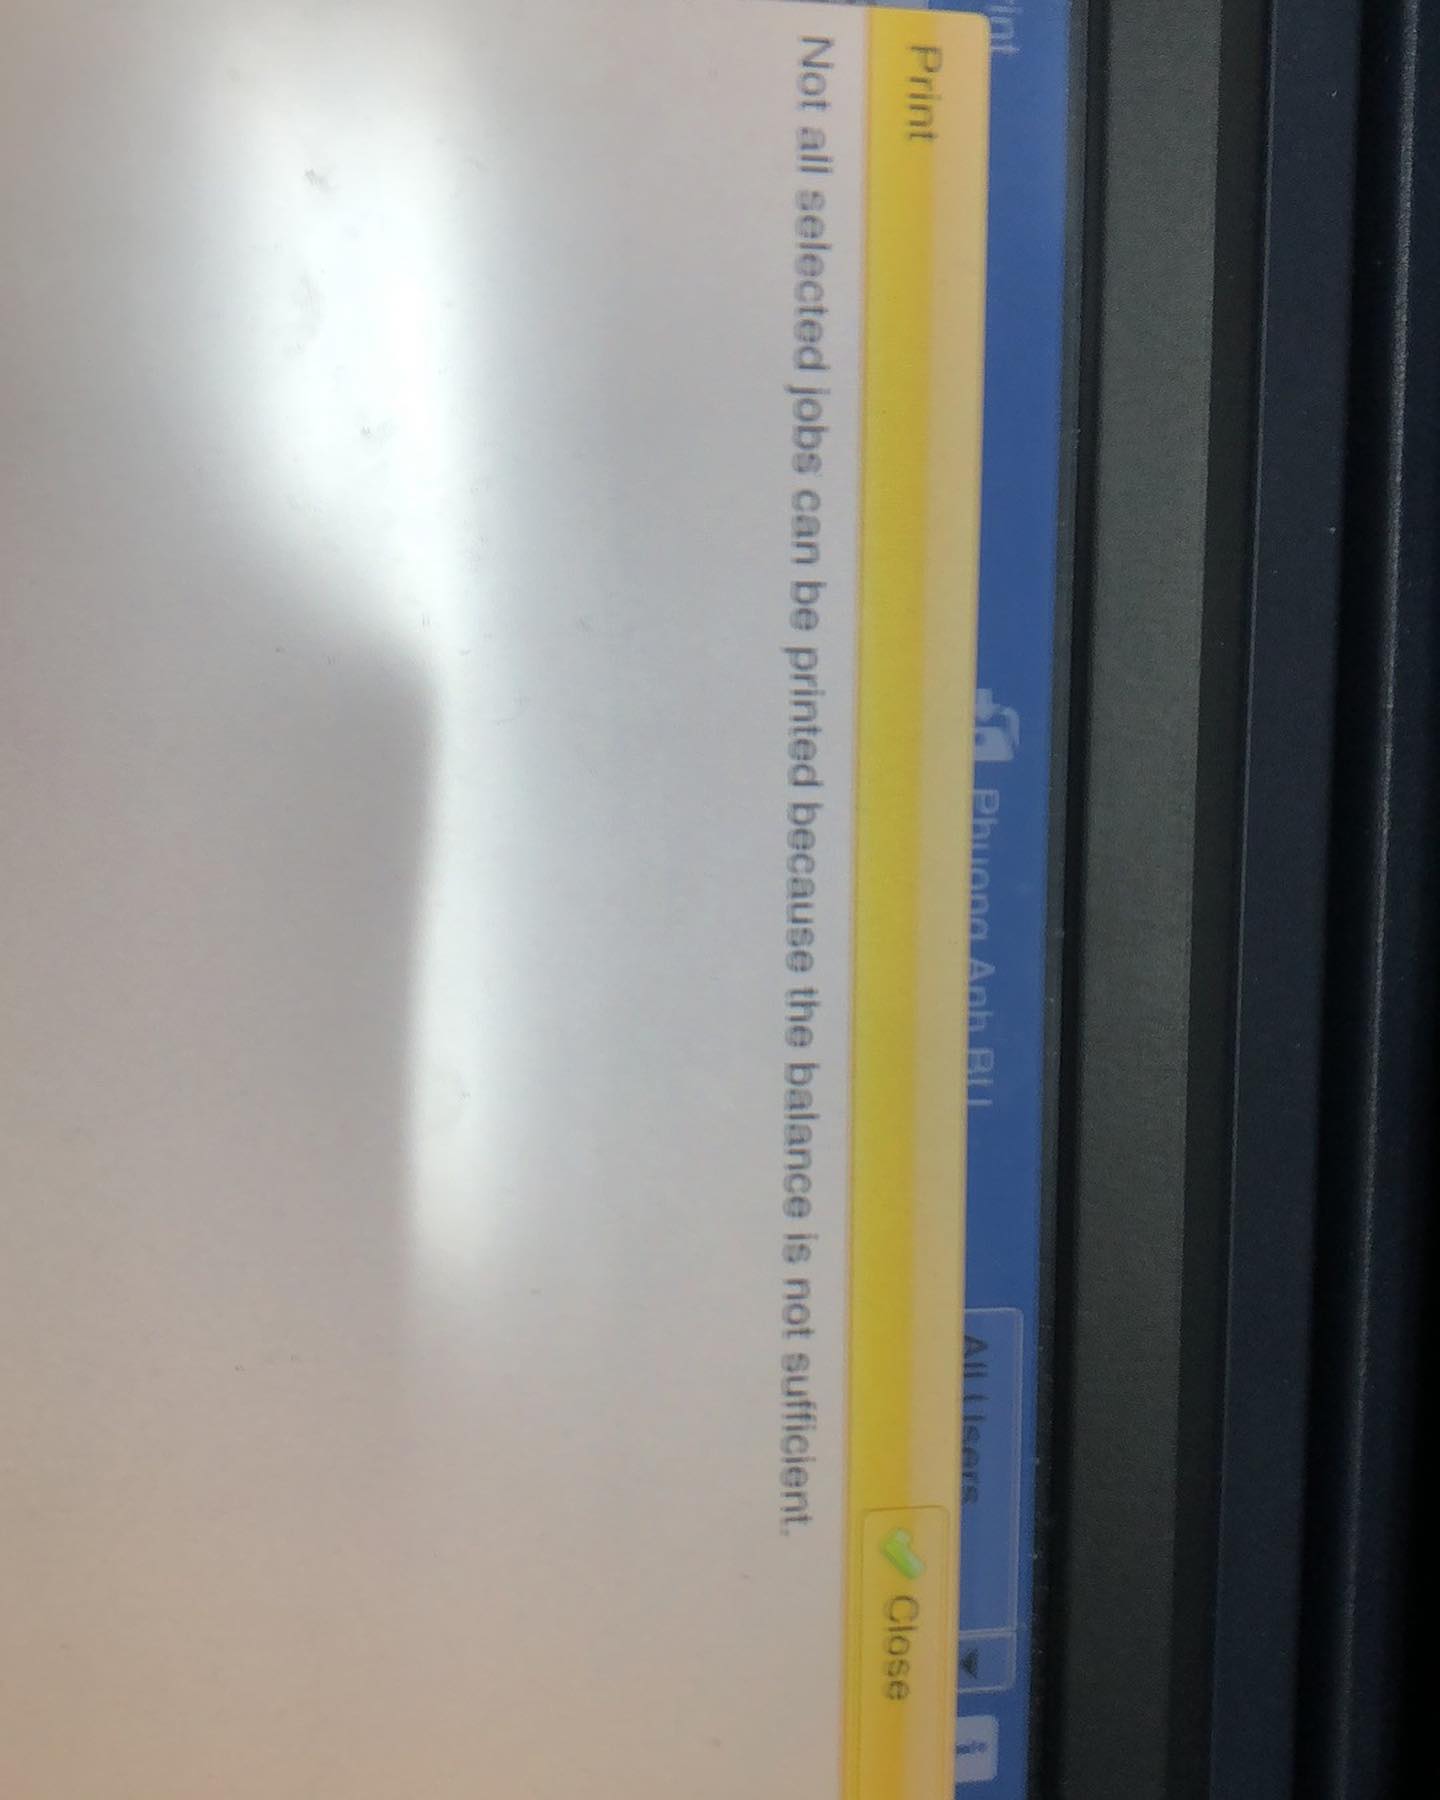 Phuong Anh BUI
All Users
Print
Close
Not all selected jobs can be printed because the balance is not sufficient.